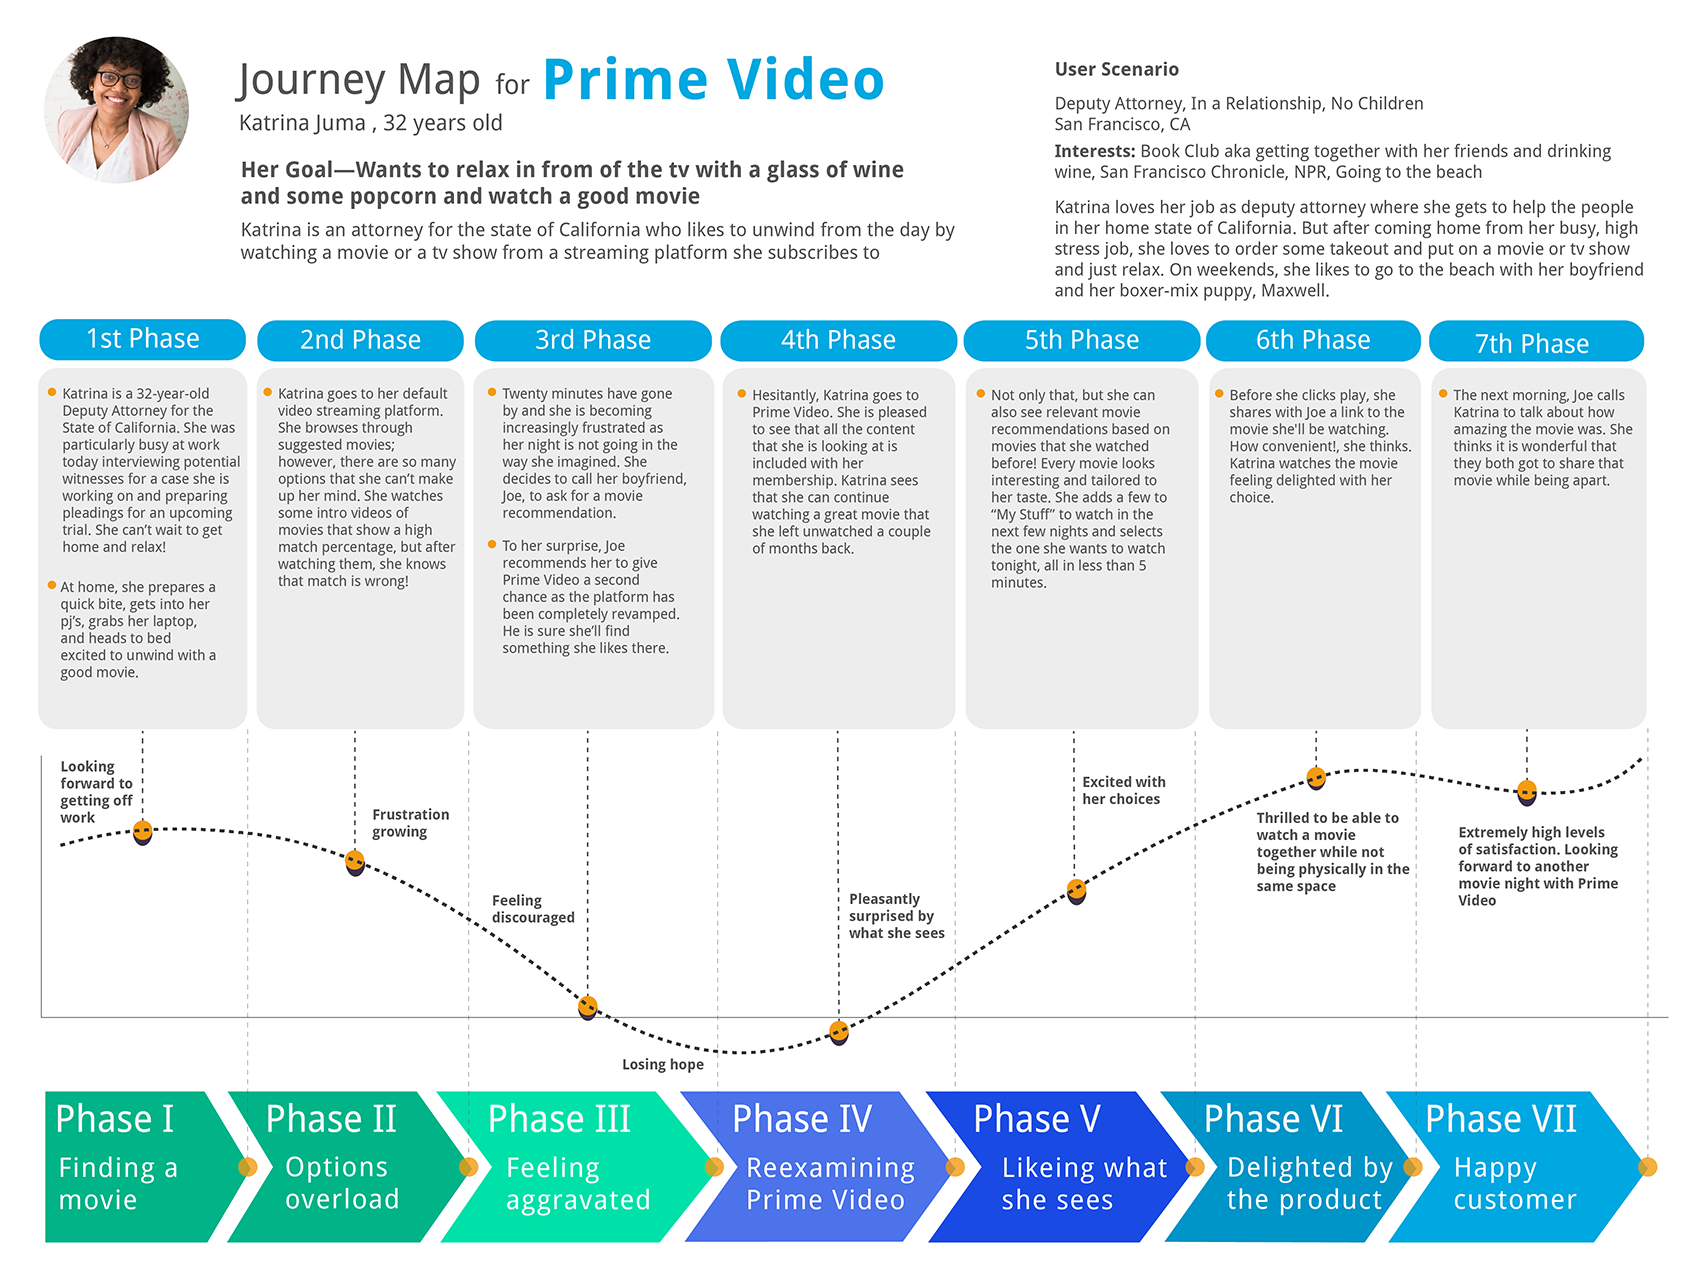 Journey Map for Prime Video
Katrina Juma , 32 years old
Her Goal—Wants to relax in from of the tv with a glass of wine
and some popcorn and watch a good movie
Katrina is an attorney for the state of California who likes to unwind from the day by
watching a movie or a tv show from a streaming platform she subscribes to
User Scenario
Deputy Attorney, In a Relationship, No Children
San Francisco, CA
Interests: Book Club aka getting together with her friends and drinking
wine, San Francisco Chronicle, NPR, Going to the beach
Katrina loves her job as deputy attorney where she gets to help the people
in her home state of California. But after coming home from her busy, high
stress job, she loves to order some takeout and put on a movie or tv show
and just relax. On weekends, she likes to go to the beach with her boyfriend
and her boxer-mix puppy, Maxwell.
1st Phase
Katrina is a 32-year-old
Deputy Attorney for the
State of California. She was
particularly busy at work
today interviewing potential
witnesses for a case she is
working on and preparing
pleadings for an upcoming
trial. She can't wait to get
home and relax!
At home, she prepares a
quick bite, gets into her
pj's, grabs her laptop,
and heads to bed
excited to unwind with a
good movie.
2nd Phase
Katrina goes to her default
video streaming platform.
She browses through
suggested movies;
however, there are so many
options that she can't make
up her mind. She watches
some intro videos of
movies that show a high
match percentage, but after
watching them, she knows
that match is wrong!
3rd Phase
Twenty minutes have gone
by and she is becoming
increasingly frustrated as
her night is not going in the
way she imagined. She
decides to call her boyfriend,
Joe, to ask for a movie
recommendation.
To her surprise, Joe
recommends her to give
Prime Video a second
chance as the platform has
been completely revamped.
He is sure she'll find
something she likes there.
4th Phase
Hesitantly, Katrina goes to
Prime Video. She is pleased
to see that all the content
that she is looking at is
included with her
membership. Katrina sees
that she can continue
watching a great movie that
she left unwatched a couple
of months back.
5th Phase
Not only that, but she can
also see relevant movie
recommendations based on
movies that she watched
before! Every movie looks
interesting and tailored to
her taste. She adds a few to
“My Stuff” to watch in the
next few nights and selects
the one she wants to watch
tonight, all in less than 5
minutes.
6th Phase
Before she clicks play, she
shares with Joe a link to the
movie she'll be watching.
How convenient!, she thinks.
Katrina watches the movie
feeling delighted with her
choice.
7th Phase
The next morning, Joe calls
Katrina to talk about how
amazing the movie was. She
thinks it is wonderful that
they both got to share that
movie while being apart.
Looking
forward to
getting off
work
Frustration
growing
Feeling
discouraged
Losing hope
Pleasantly
surprised by
what she sees
Excited with
her choices
Thrilled to be able to
watch a movie
together while not
being physically in the
same space
Extremely high levels
of satisfaction. Looking
forward to another
movie night with Prime
Video
Phase I
Finding a
movie
Phase II
Options
overload
Phase III
Feeling
aggravated
Phase IV
Reexamining
Prime Video
Phase V
Likeing what
she sees
Phase VI
Delighted by
the product
Phase VII
Happy
customer